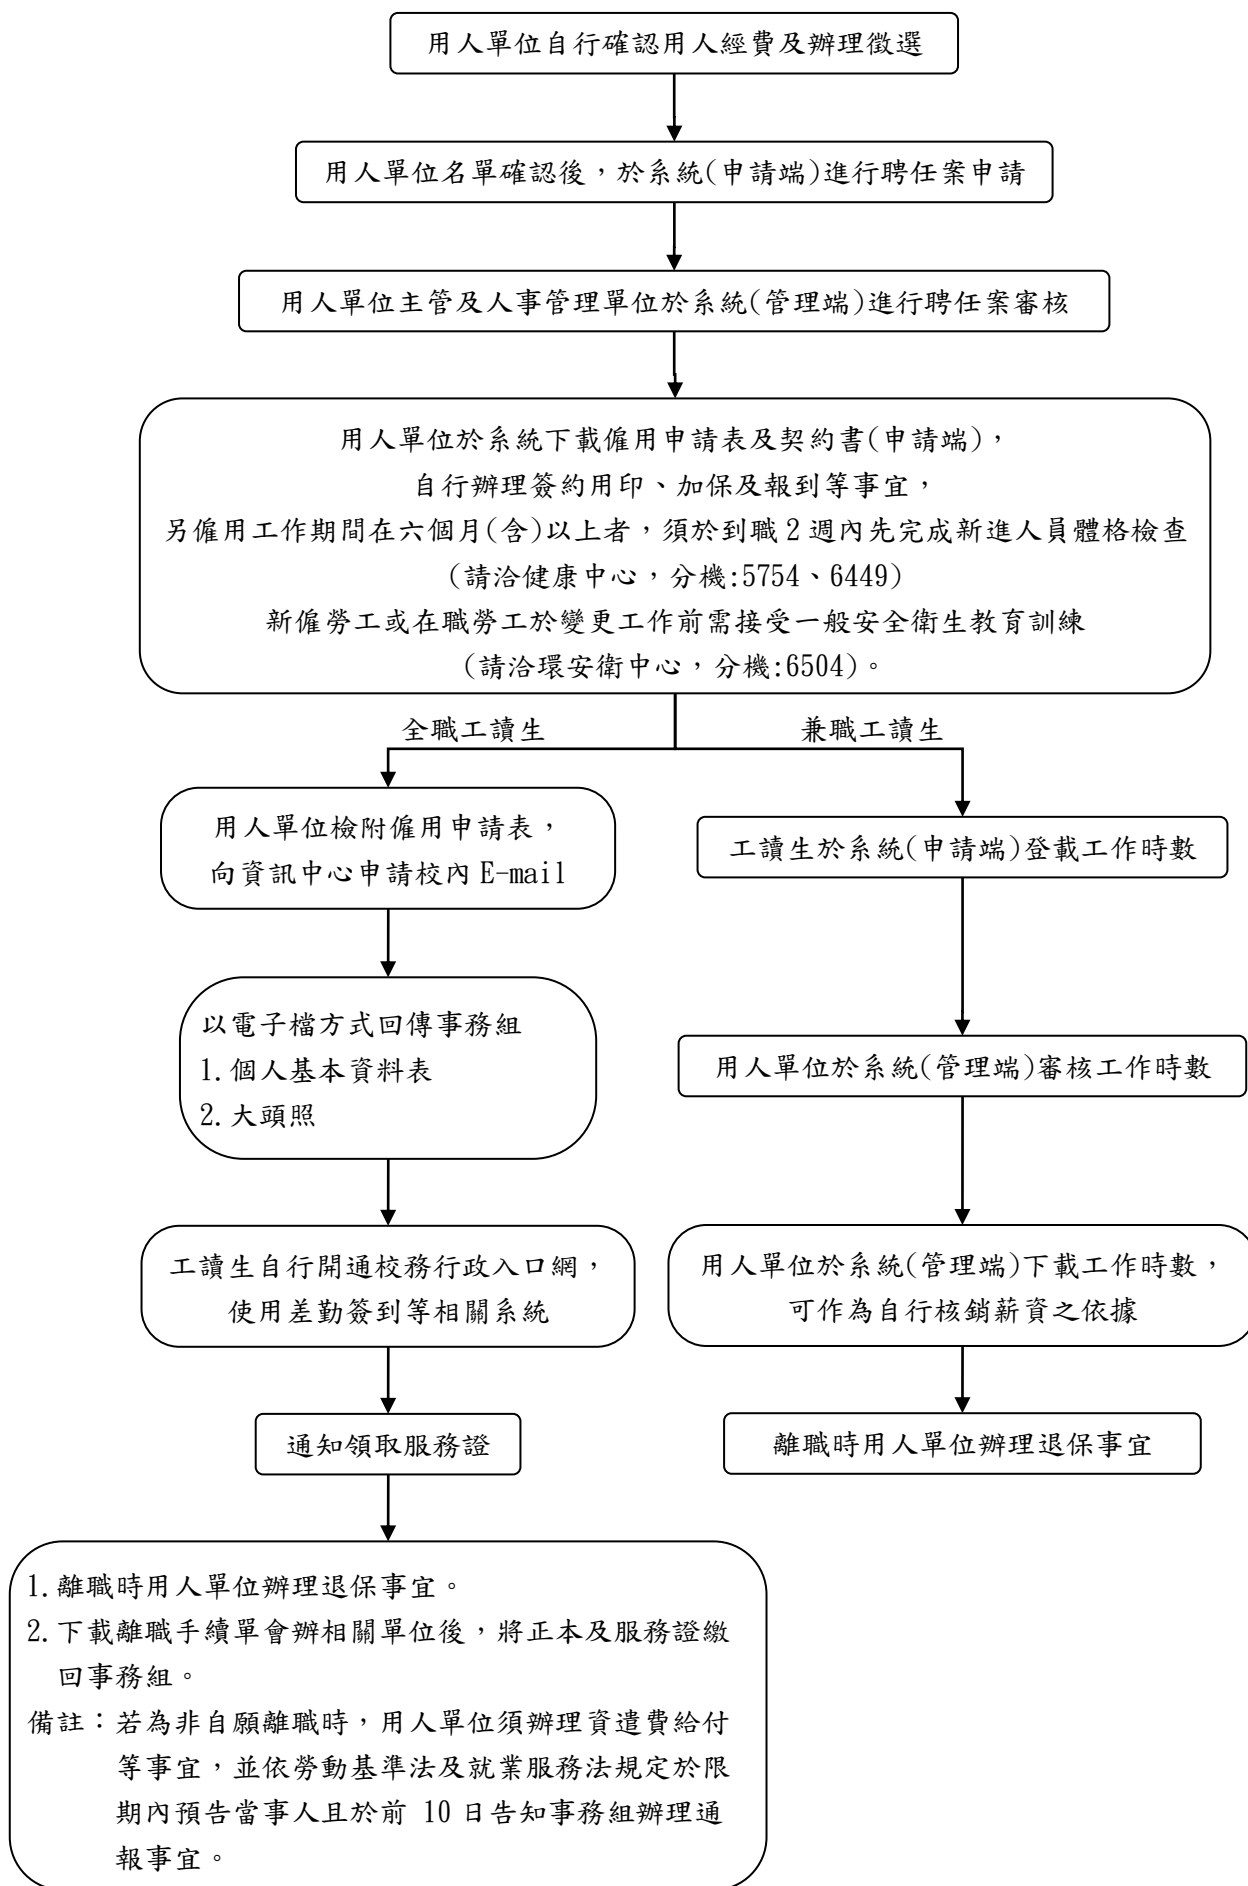 用人單位自行確認用人經費及辦理徵選
用人單位名單確認後，於系統(申請端)進行聘任案申請
用人單位主管及人事管理單位於系統(管理端)進行聘任案審核
用人單位於系統下載僱用申請表及契約書(申請端)，
自行辦理簽約用印、加保及報到等事宜，
另僱用工作期間在六個月(含)以上者，須於到職 2 週內先完成新進人員體格檢查
(請洽健康中心，分機:5754、6449)
新僱勞工或在職勞工於變更工作前需接受一般安全衛生教育訓練
(請洽環安衛中心，分機:6504)。
全職工讀生
用人單位檢附僱用申請表，
向資訊中心申請校內 E-mail
以電子檔方式回傳事務組
1.個人基本資料表
2.大頭照
工讀生自行開通校務行政入口網，
使用差勤簽到等相關系統
通知領取服務證
1.離職時用人單位辦理退保事宜。
2.下載離職手續單會辦相關單位後，將正本及服務證繳
回事務組。
備註：若為非自願離職時，用人單位須辦理資遣費給付
等事宜，並依勞動基準法及就業服務法規定於限
期內預告當事人且於前 10 日告知事務組辦理通
報事宜。
兼職工讀生
工讀生於系統(申請端)登載工作時數
用人單位於系統(管理端)審核工作時數
用人單位於系統(管理端)下載工作時數，
可作為自行核銷薪資之依據
離職時用人單位辦理退保事宜